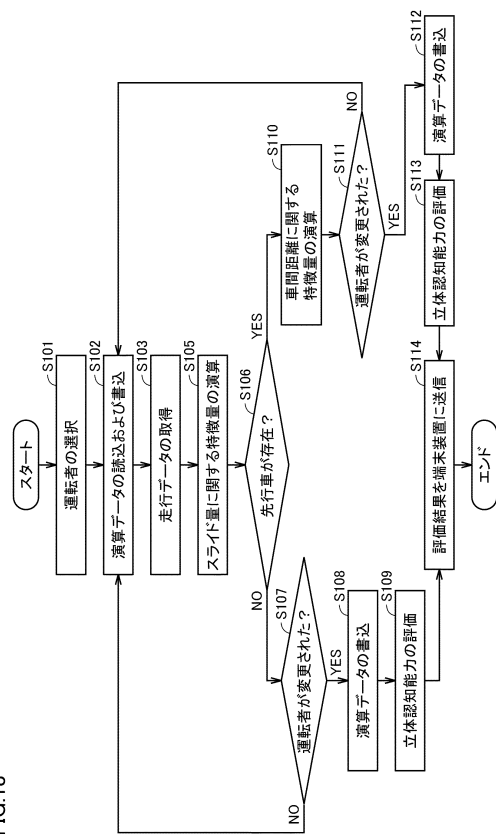 スタート
S101
運転者の選択
S102
演算データの読込および書込
S103
走行データの取得
S105
スライド量に関する特徴量の演算
S106
先行車が存在？
NO
YES
S107
運転者が変更された？
NO
YES
S108
演算データの書込
S109
立体認知能力の評価
S110
車間距離に関する
特徴量の演算
S111
運転者が変更された？
NO
YES
S112
演算データの書込
S113
立体認知能力の評価
S114
評価結果を端末装置に送信
エンド